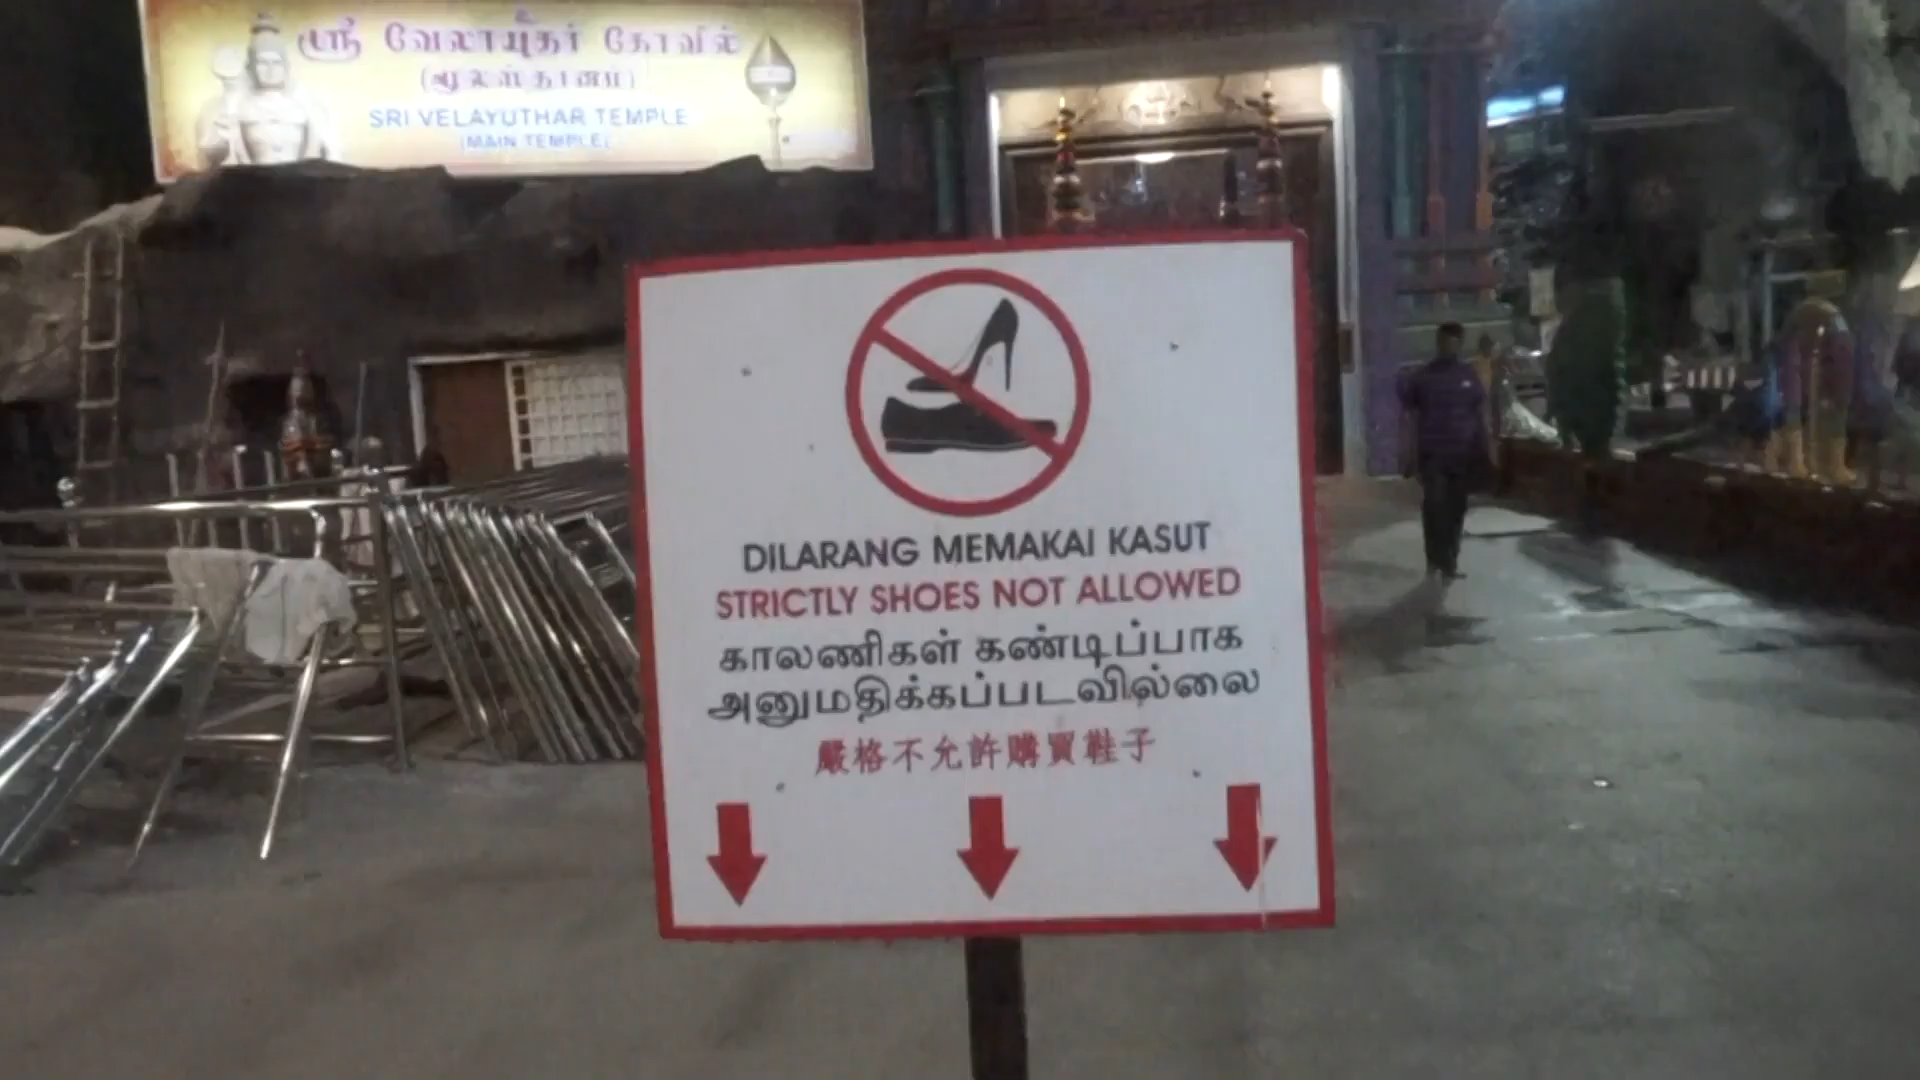 ஸ்ரீ வேலாயுதர் கோவில்
(மூலஸ்தானம்)
SRI VELAYUTHAR TEMPLE
(MAIN TEMPLE)
DILARANG MEMAKAI KASUT
STRICTLY SHOES NOT ALLOWED
காலணிகள் கண்டிப்பாக
அனுமதிக்கப்படவில்லை
嚴格不允許購買鞋子